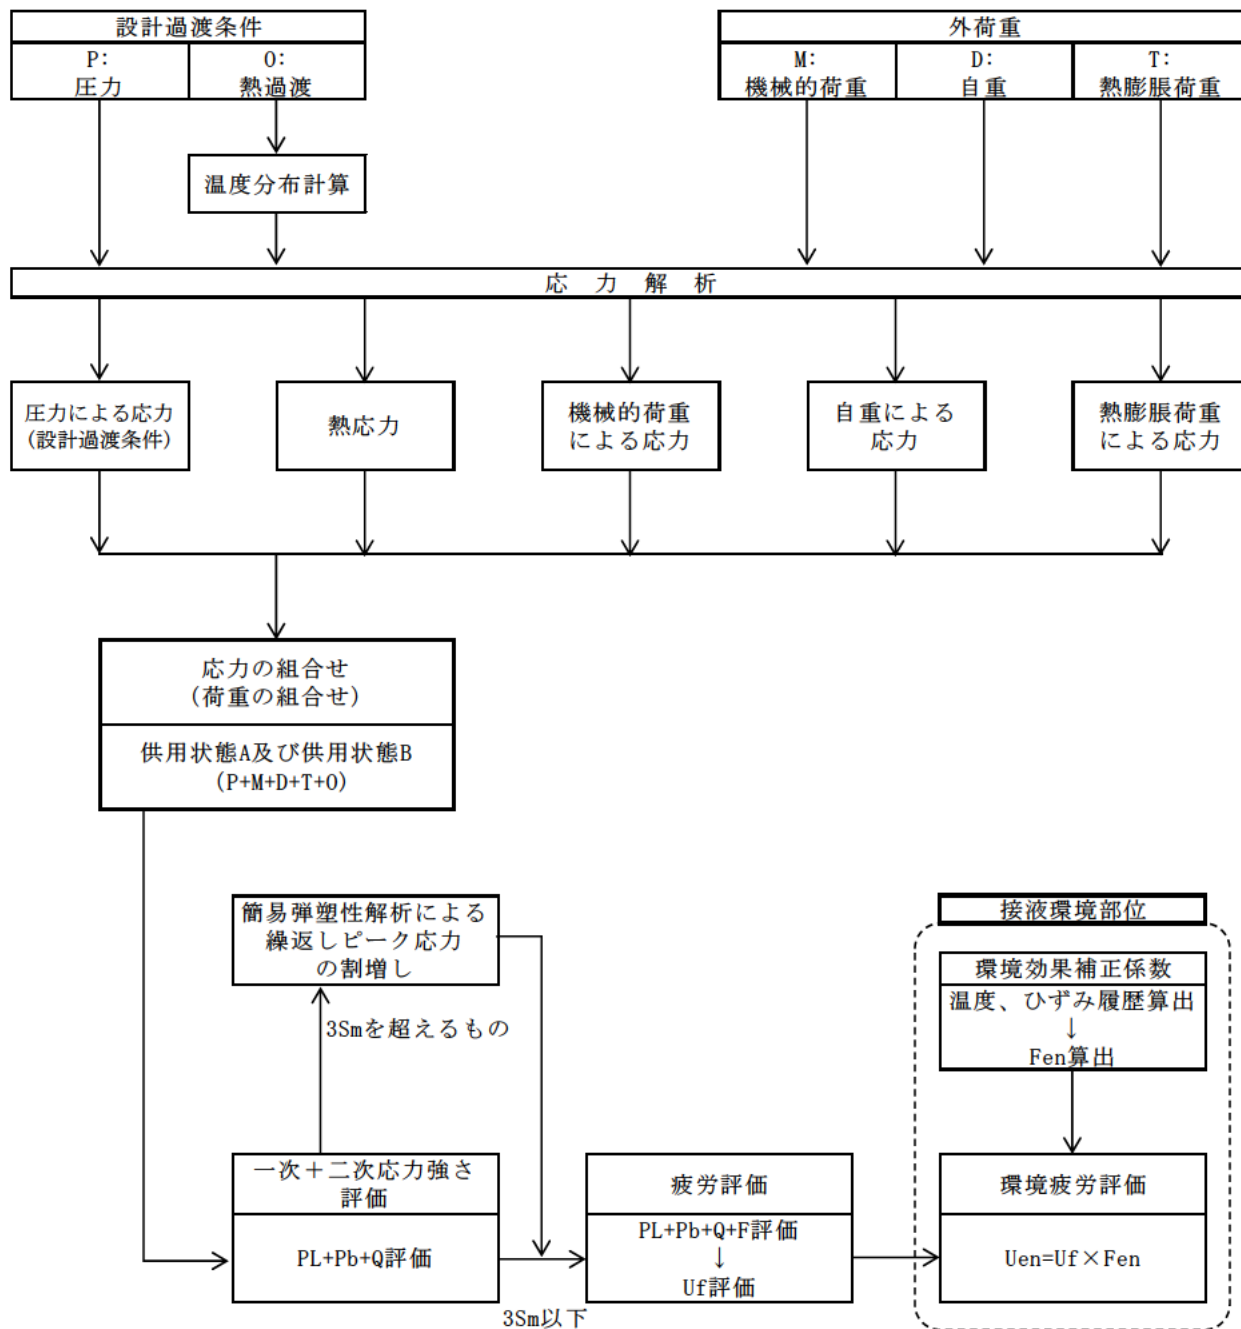 設計過渡条件
P:
圧力
O:
熱過渡
外荷重
M:
機械的荷重
D:
自重
T:
熱膨脹荷重
温度分布計算
応 力 解 析
圧力による応力
(設計過渡条件)
熱応力
機械的荷重
による応力
自重による
応力
熱膨脹荷重
による応力
応力の組合せ
(荷重の組合せ)
供用状態A及び供用状態B
(P+M+D+T+O)
簡易弾塑性解析による
繰返しピーク応力
の割増し
3Smを超えるもの
一次＋二次応力強さ
評価
PL+Pb+Q評価
3Sm以下
疲労評価
PL+Pb+Q+F評価
↓
Uf評価
接液環境部位
環境効果補正係数
温度、ひずみ履歴算出
↓
Fen算出
環境疲労評価
Uen=Uf×Fen